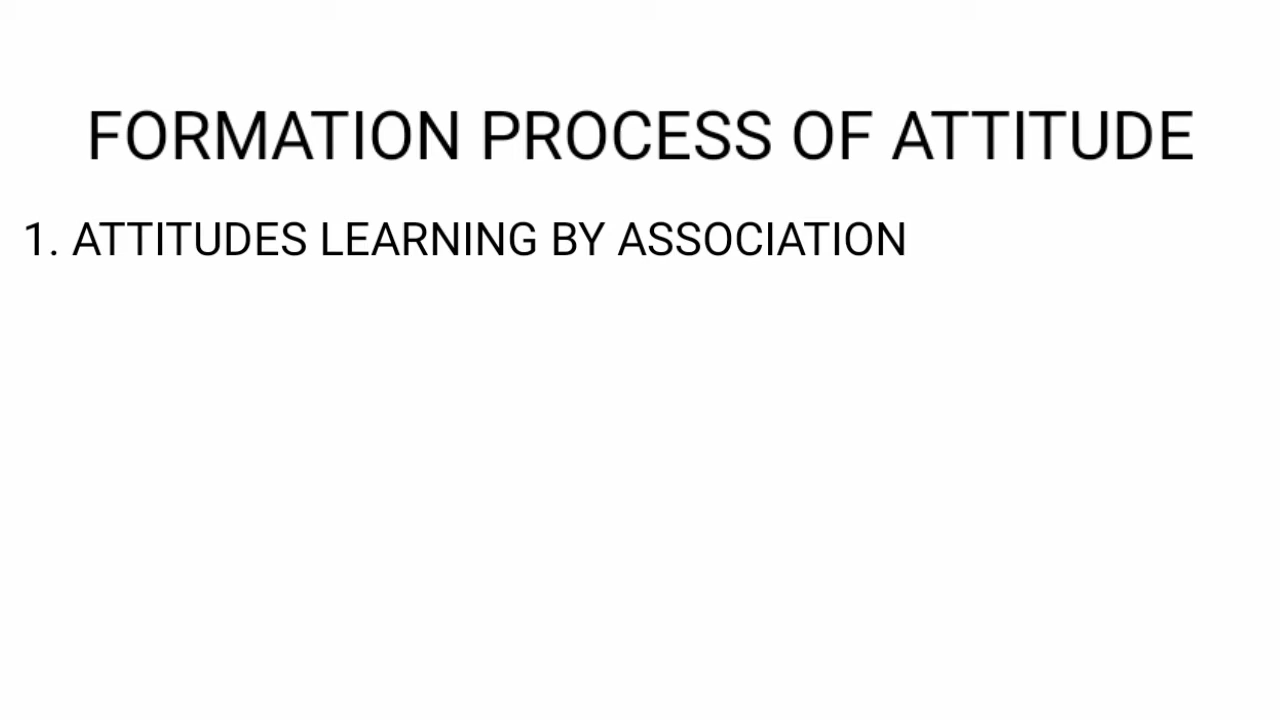 FORMATION PROCESS OF ATTITUDE
1. ATTITUDES LEARNING BY ASSOCIATION